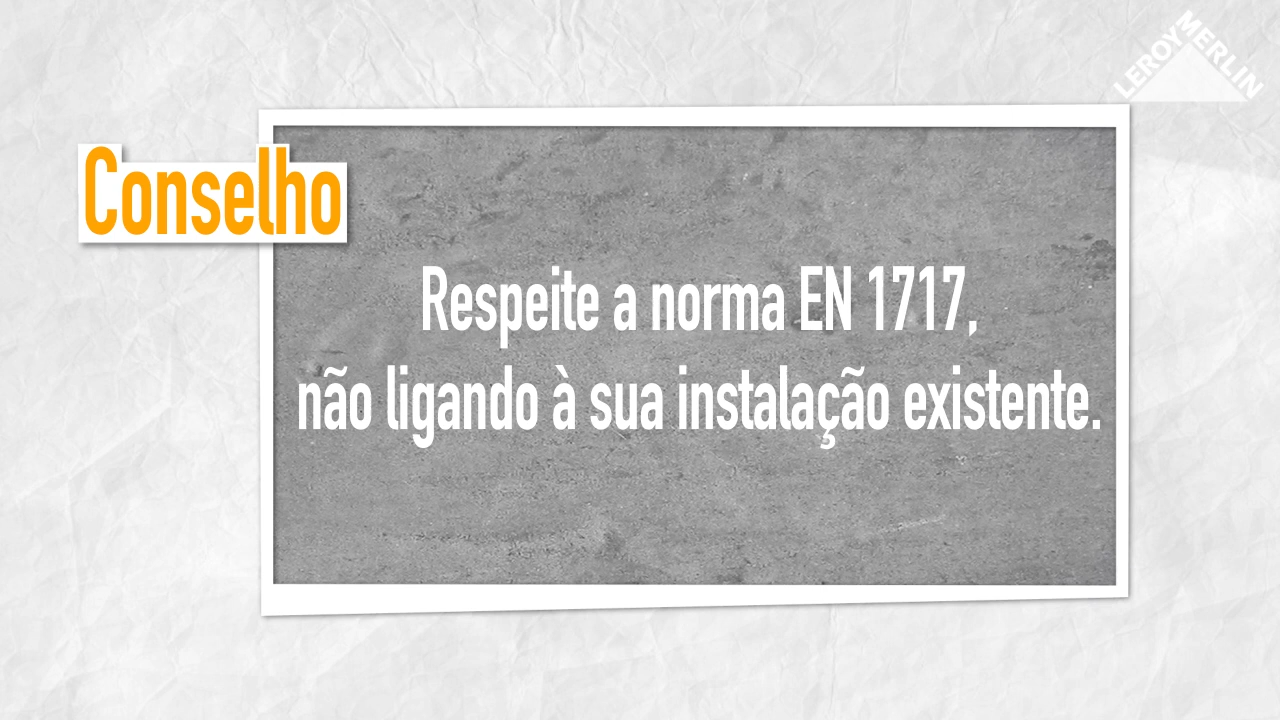 LEROY MERLIN
Conselho
Respeite a norma EN 1717,
não ligando à sua instalação existente.